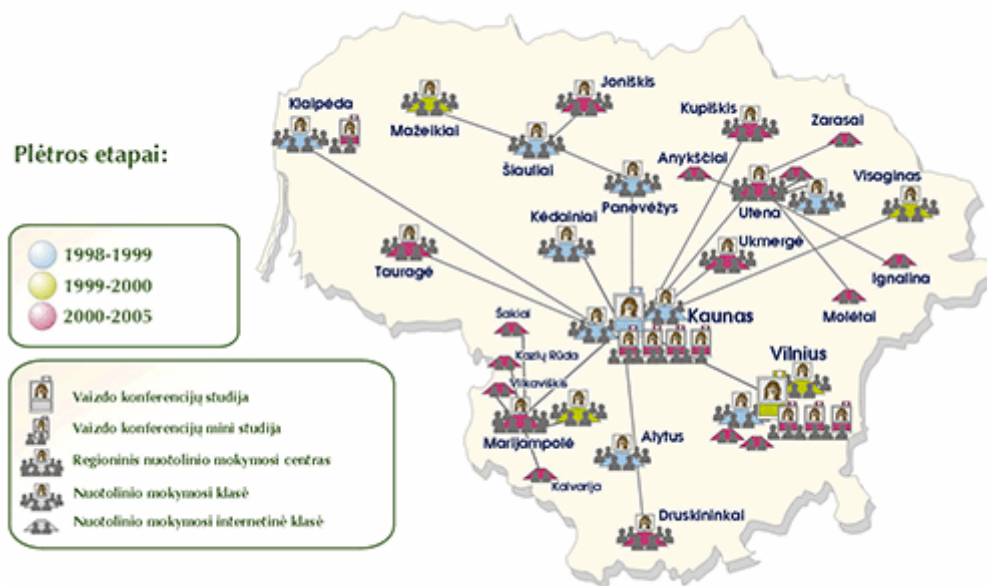 Plėtros etapai:
1998-1999
1999-2000
2000-2005
Vaizdo konferencijų studija
Vaizdo konferencijų mini studija
Regioninis nuotolinio mokymosi centras
Nuotolinio mokymosi klasė
Nuotolinio mokymosi internetinė klasė
Klaipėda
Mažeikiai
Joniškis
Šiauliai
Panevėžys
Kupiškis
Zarasai
Anykščiai
Visaginas
Utena
Kėdainiai
Ukmergė
Tauragė
Ignalina
Molėtai
Kaunas
Šakiai
Kazlų Rūda
Vilkaviškis
Vilnius
Marijampolė
Alytus
Kalvarija
Druskininkai